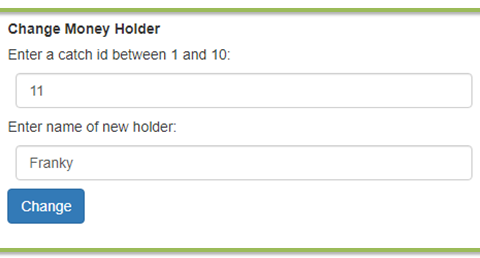 Change Money Holder
Enter a catch id between 1 and 10:
11
Enter name of new holder:
Franky
Change